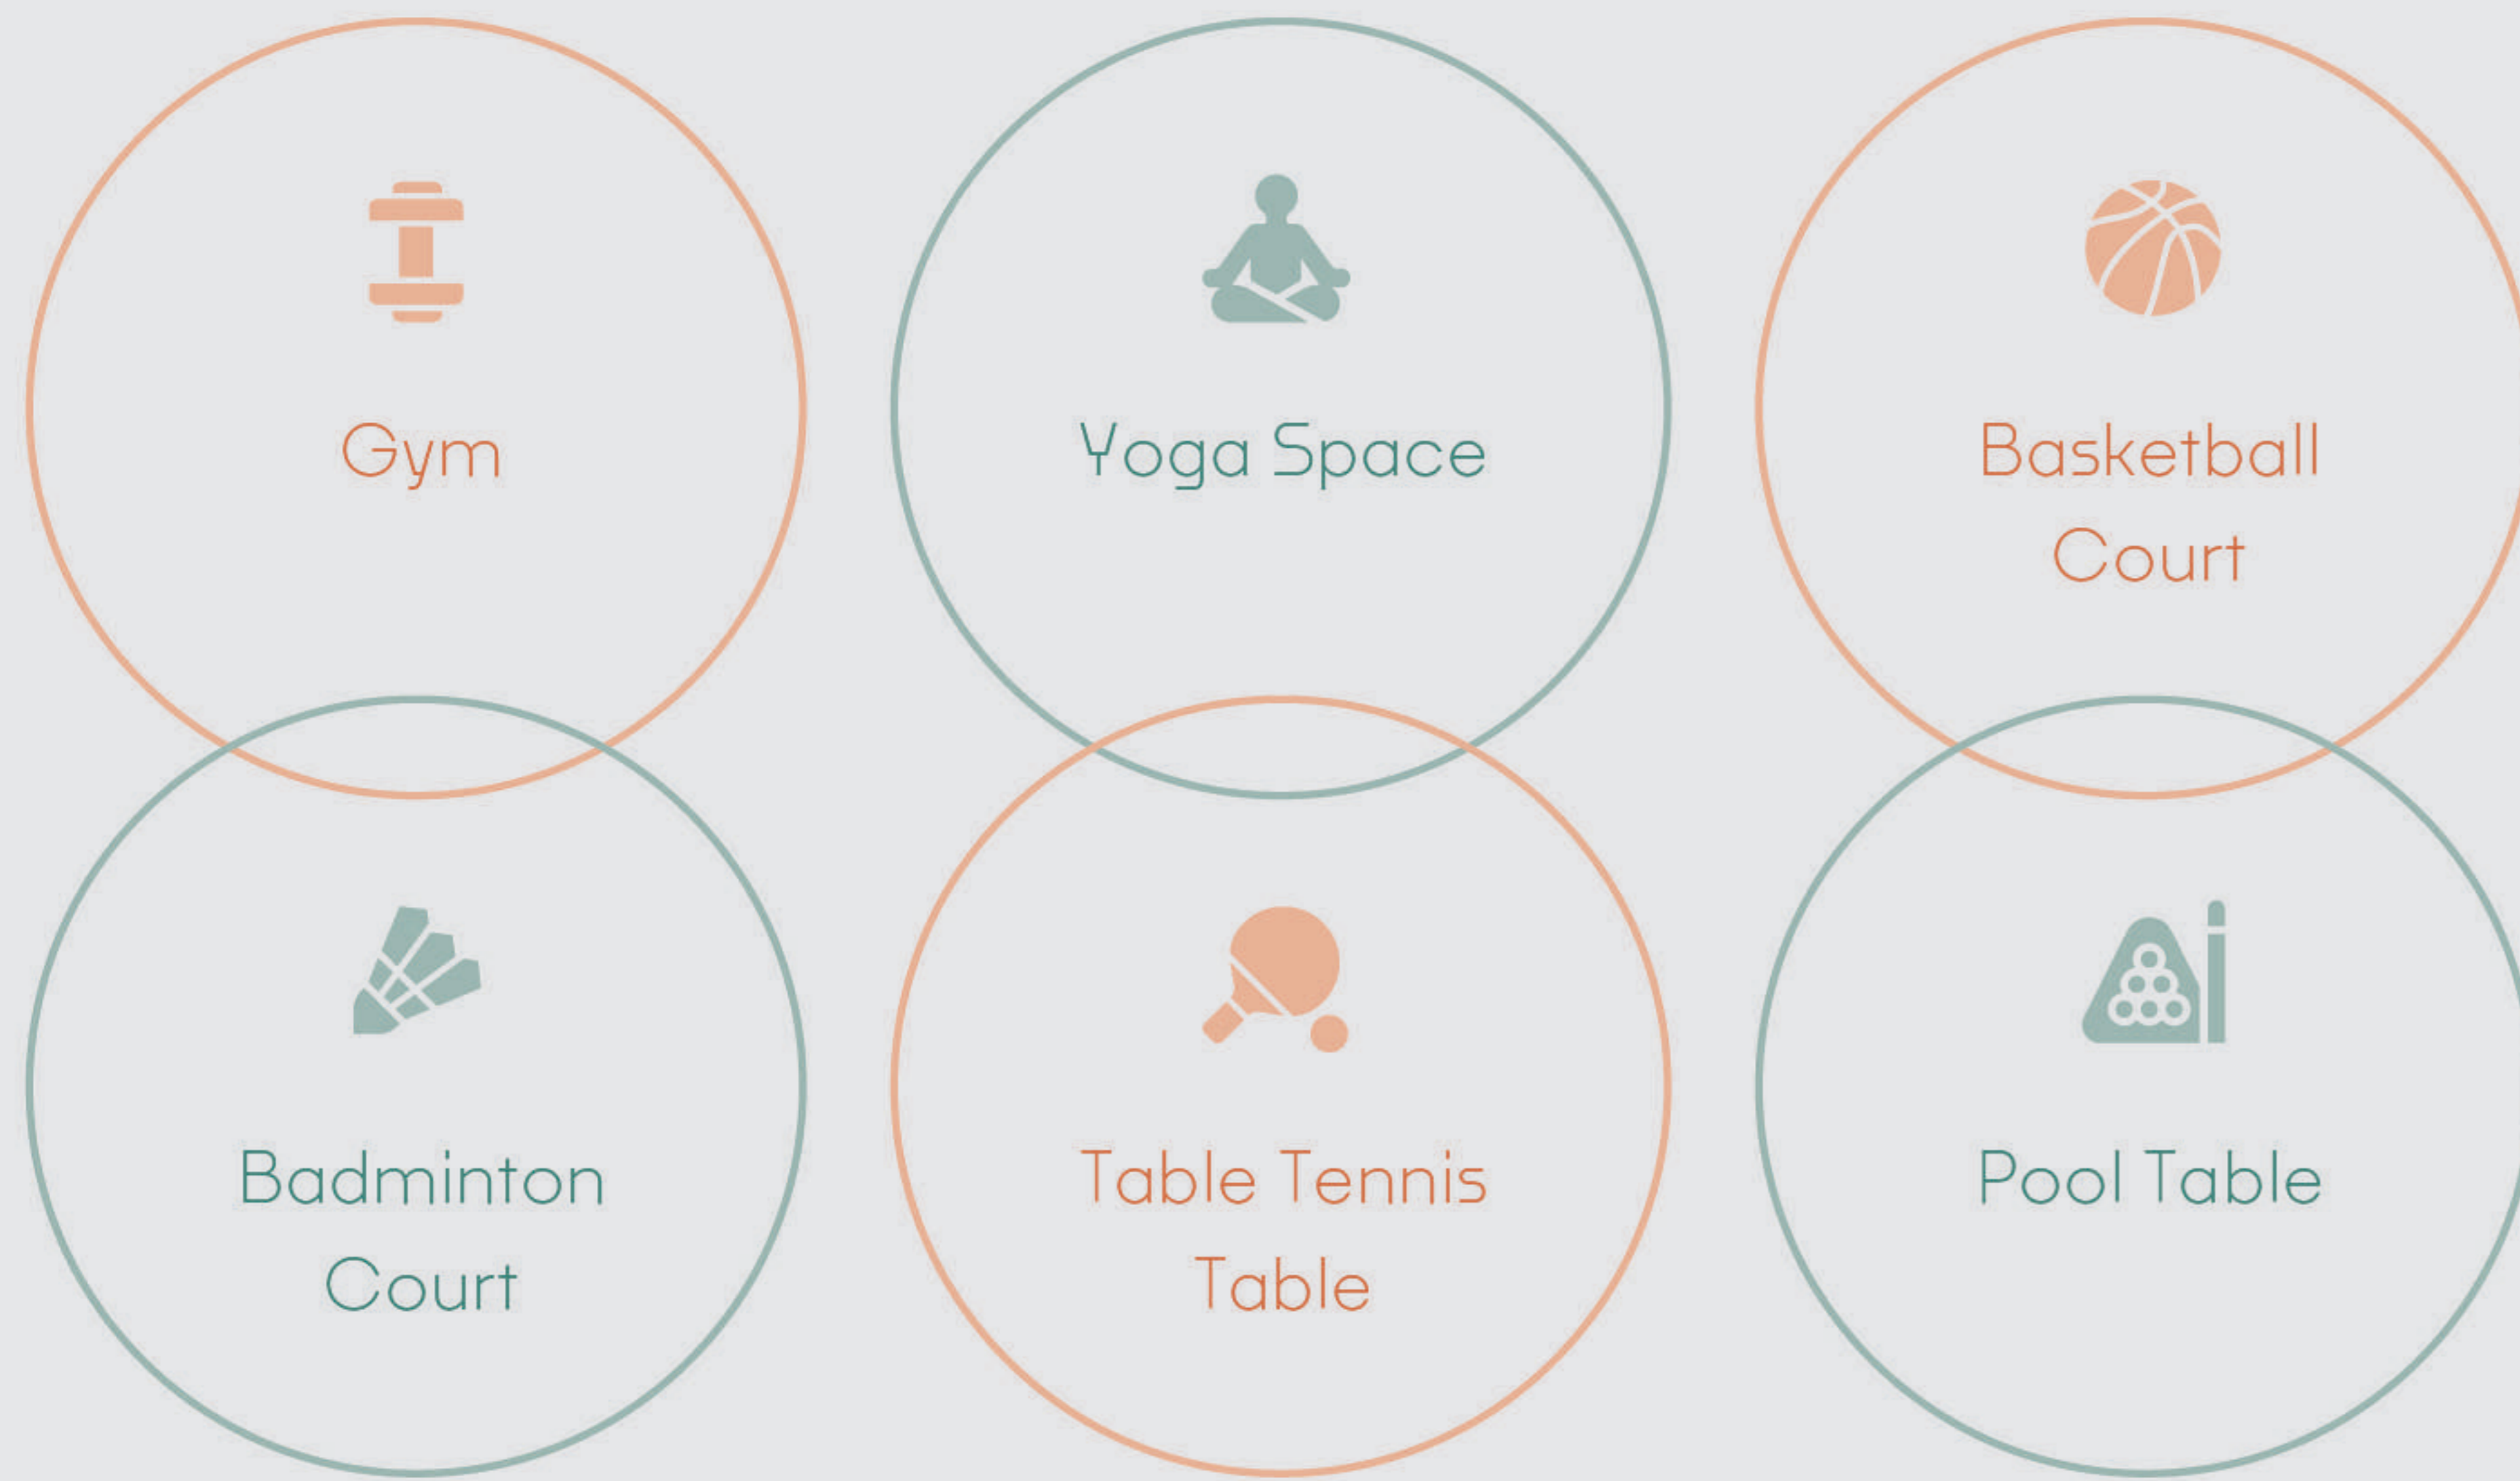 Gym
Yoga Space
Basketball
Court
Badminton
Court
Table Tennis
Table
Pool Table